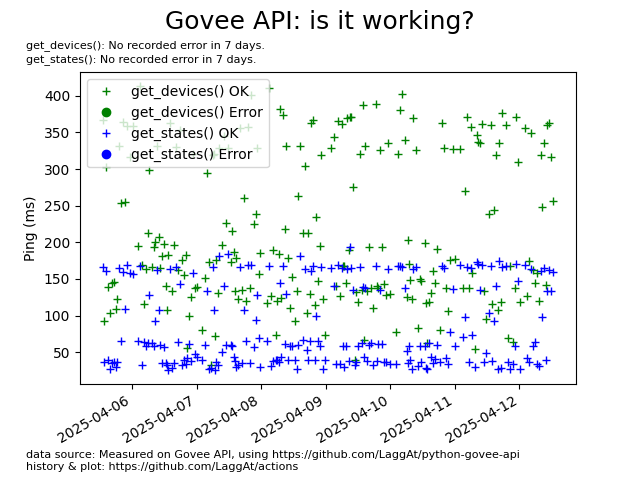 Govee API: is it working?
get_devices(): No recorded error in 7 days.
get_states(): No recorded error in 7 days.
get_devices() OK
get_devices() Error
get_states() OK
get_states() Error
Ping (ms)
400
350
300
250
200
150
100
50
2025-04-06
2025-04-07
2025-04-08
2025-04-09
2025-04-10
2025-04-11
2025-04-12
data source: Measured on Govee API, using https://github.com/LaggAt/python-govee-api
history & plot: https://github.com/LaggAt/actions